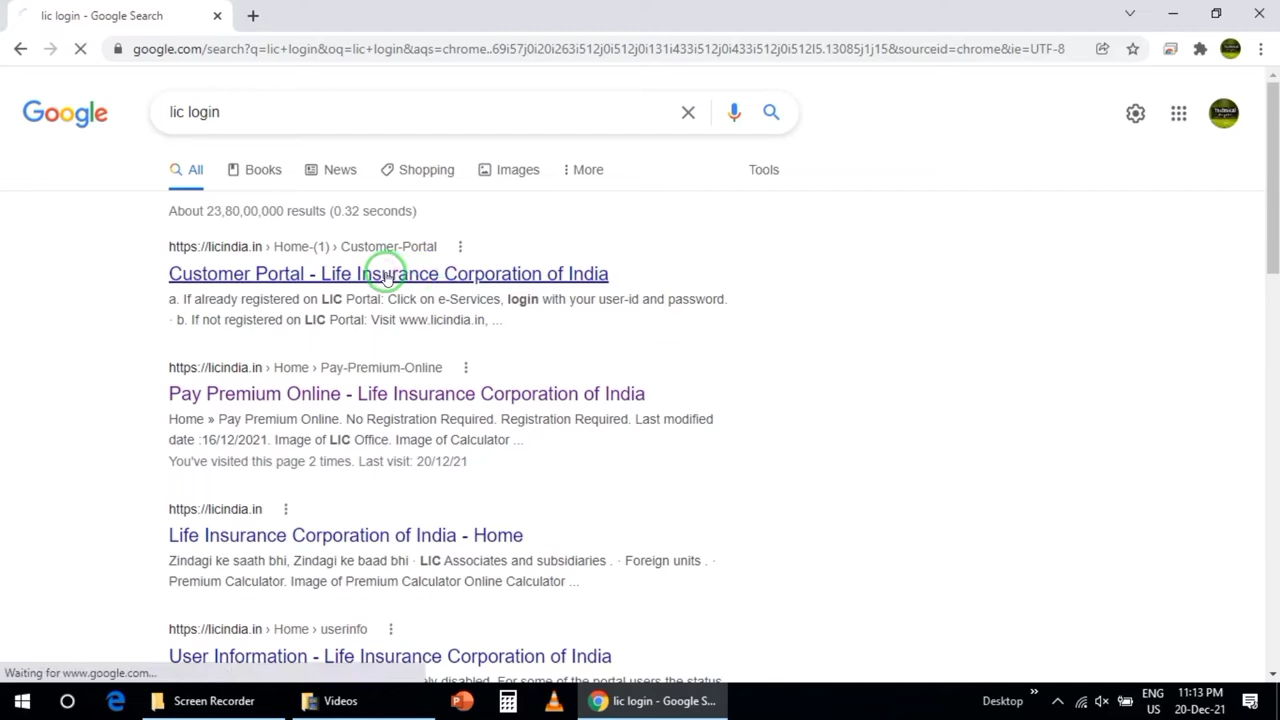 lic login - Google Search
google.com/search?q=lic+login&oq=lic+login&aqs=chrome..69i57j0i20i263i512j0i512j0i131i433i512j0i433i512j0i512l5.13085j1j15&sourceid=chrome&ie=UTF-8
Google
lic login
All Books News Shopping Images More Tools
About 23,80,00,000 results (0.32 seconds)
https://licindia.in › Home-(1) › Customer-Portal
Customer Portal - Life Insurance Corporation of India
a. If already registered on LIC Portal: Click on e-Services, login with your user-id and password.
· b. If not registered on LIC Portal: Visit www.licindia.in, ...
https://licindia.in › Home › Pay-Premium-Online
Pay Premium Online - Life Insurance Corporation of India
Home » Pay Premium Online. No Registration Required. Registration Required. Last modified
date :16/12/2021. Image of LIC Office. Image of Calculator ...
You've visited this page 2 times. Last visit: 20/12/21
https://licindia.in
Life Insurance Corporation of India - Home
Zindagi ke saath bhi, Zindagi ke baad bhi · LIC Associates and subsidiaries . · Foreign units . ·
Premium Calculator. Image of Premium Calculator Online Calculator ...
https://licindia.in › Home › userinfo
User Information - Life Insurance Corporation of India
disabled. For some of the portal users the status
Waiting for www.google.com...
Screen Recorder Videos lic login - Google S... Desktop ENG 11:13 PM
US 20-Dec-21